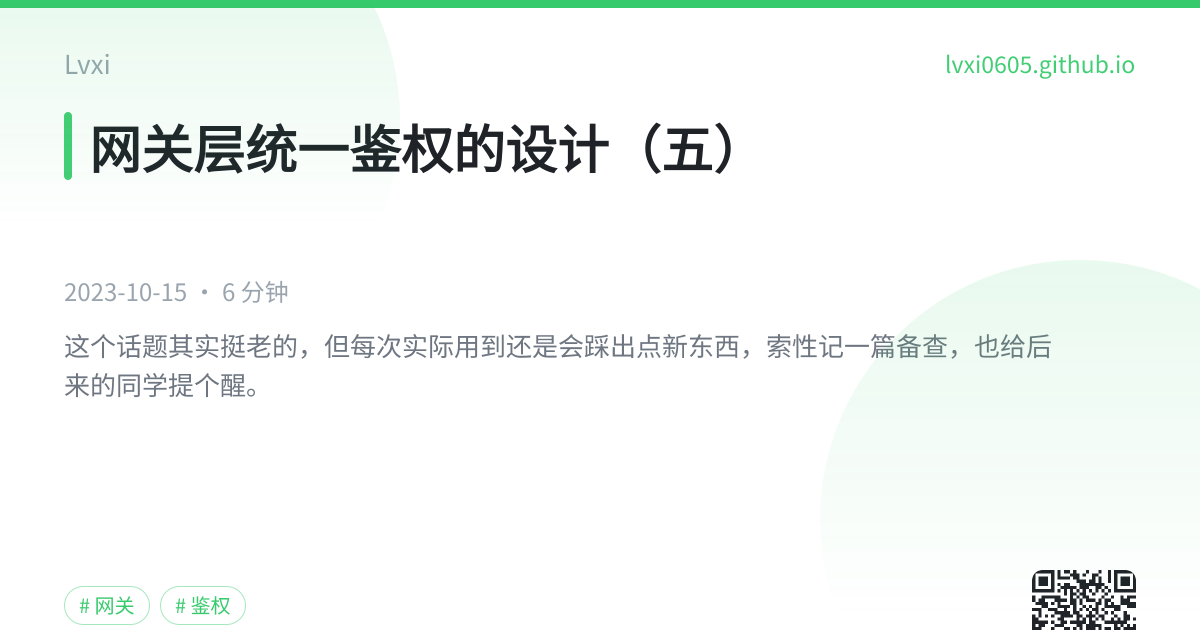 Lvxi
lvxi0605.github.io
网关层统一鉴权的设计（五）
2023-10-15 · 6 分钟
这个话题其实挺老的，但每次实际用到还是会踩出点新东西，索性记一篇备查，也给后
来的同学提个醒。
# 网关
# 鉴权